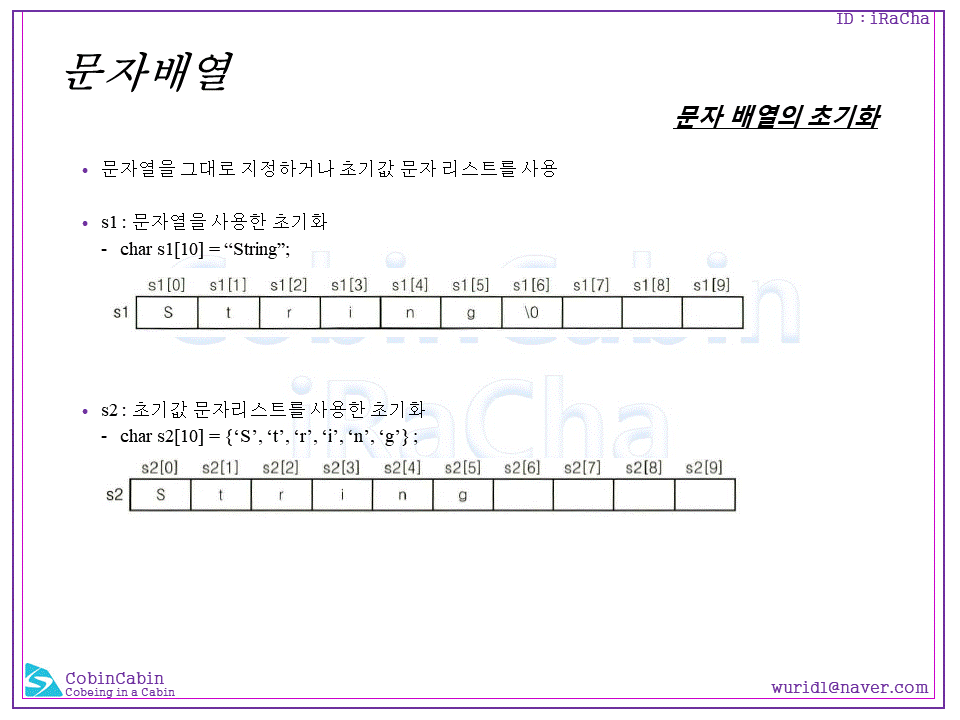 ID : iRaCha
문자배열
문자 배열의 초기화
• 문자열을 그대로 지정하거나 초기값 문자 리스트를 사용
• s1 : 문자열을 사용한 초기화
- char s1[10] = “String”;
CobinCabin
s1[0] s1[1] s1[2] s1[3] s1[4] s1[5] s1[6] s1[7] s1[8] s1[9]
s1 S t r i n g \0
iRaCha
• s2 : 초기값 문자리스트를 사용한 초기화
- char s2[10] = {‘S’, ‘t’, ‘r’, ‘i’, ‘n’, ‘g’} ;
s2[0] s2[1] s2[2] s2[3] s2[4] s2[5] s2[6] s2[7] s2[8] s2[9]
s2 S t r i n g
CobinCabin
Cobeing in a Cabin
wurid1@naver.com